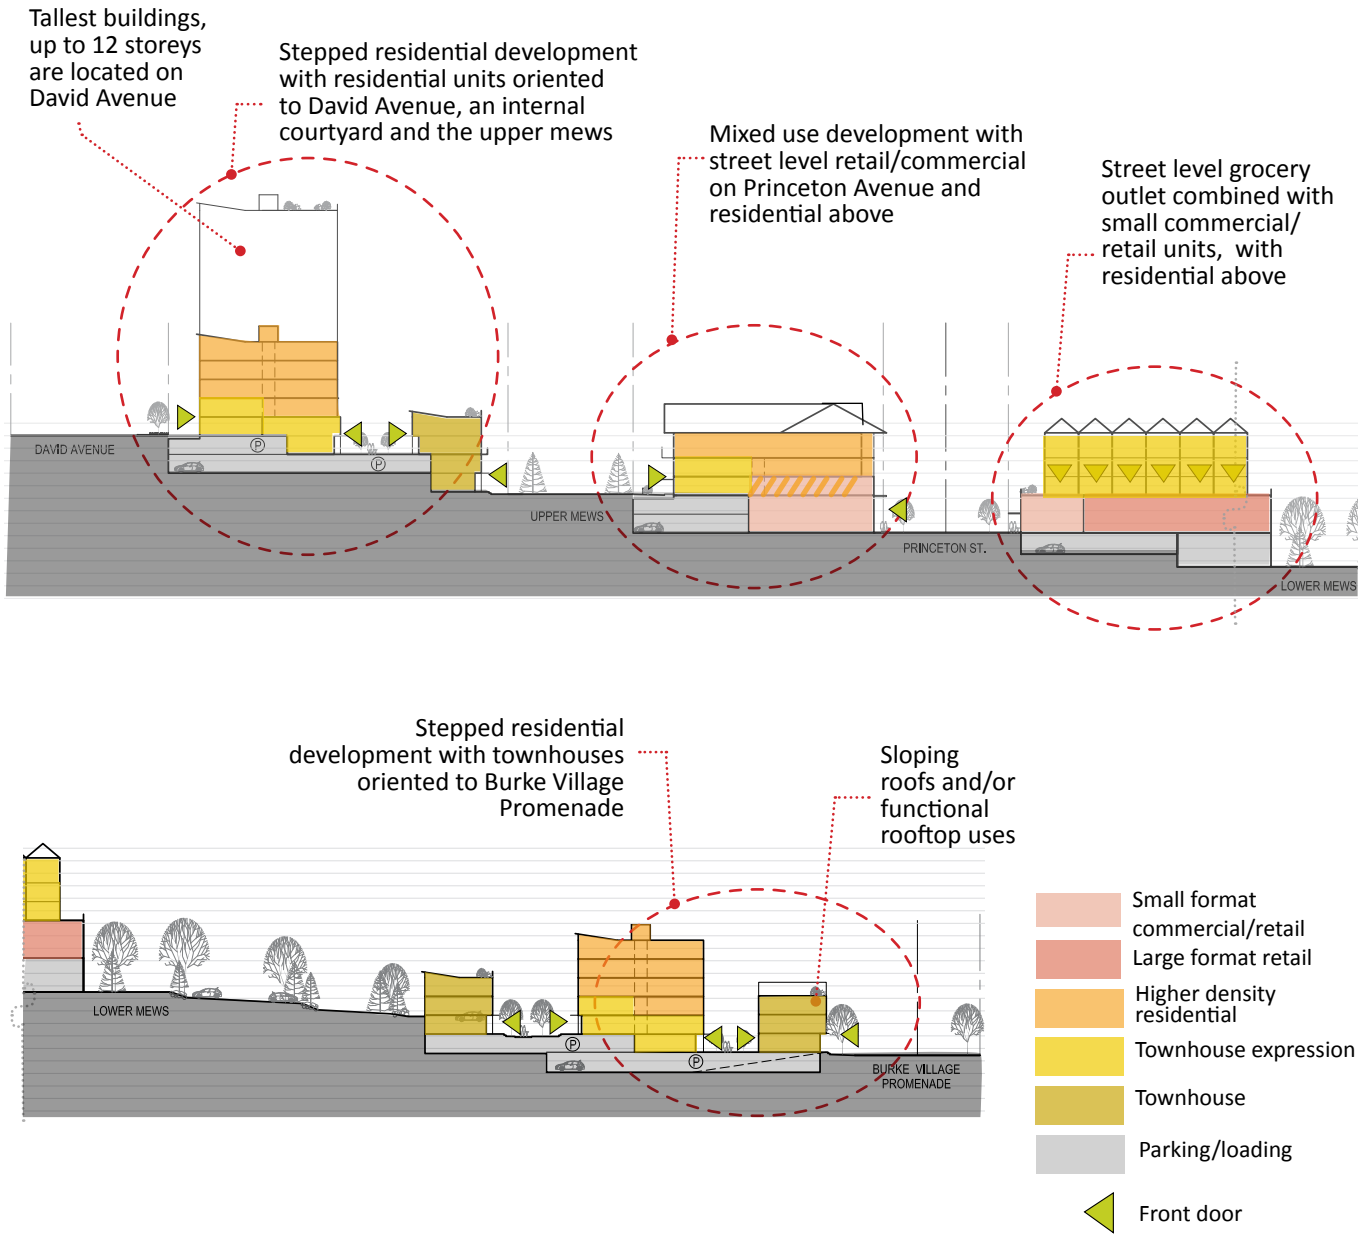 Tallest buildings,
up to 12 storeys
are located on
David Avenue
Stepped residential development
with residential units oriented
to David Avenue, an internal
courtyard and the upper mews
Mixed use development with
street level retail/commercial
on Princeton Avenue and
residential above
Street level grocery
outlet combined with
small commercial/
retail units, with
residential above
DAVID AVENUE
P
P
UPPER MEWS
PRINCETON ST.
LOWER MEWS
Stepped residential
development with townhouses
oriented to Burke Village
Promenade
Sloping
roofs and/or
functional
rooftop uses
LOWER MEWS
P
P
BURKE VILLAGE
PROMENADE
Small format
commercial/retail
Large format retail
Higher density
residential
Townhouse expression
Townhouse
Parking/loading
Front door